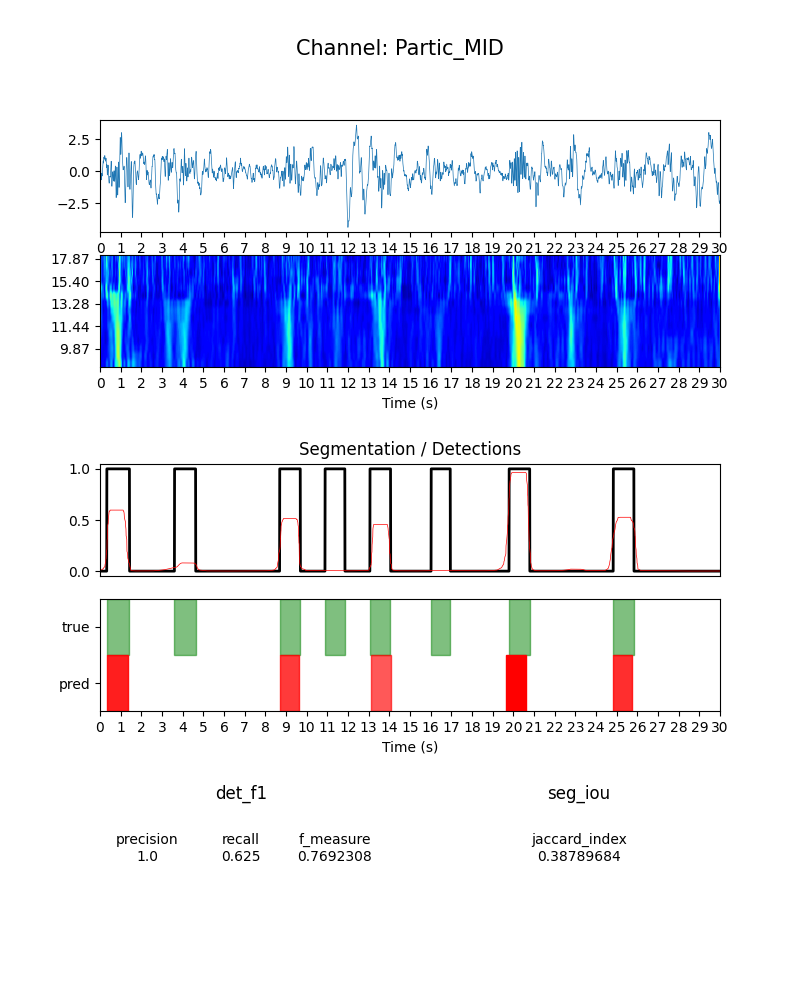 Channel: Partic_MID
2.5
0.0
−2.5
0 1 2 3 4 5 6 7 8 9 10 11 12 13 14 15 16 17 18 19 20 21 22 23 24 25 26 27 28 29 30
17.87
15.40
13.28
11.44
9.87
0 1 2 3 4 5 6 7 8 9 10 11 12 13 14 15 16 17 18 19 20 21 22 23 24 25 26 27 28 29 30
Time (s)
Segmentation / Detections
1.0
0.5
0.0
true
pred
0 1 2 3 4 5 6 7 8 9 10 11 12 13 14 15 16 17 18 19 20 21 22 23 24 25 26 27 28 29 30
Time (s)
det_f1 seg_iou
precision recall f_measure jaccard_index
1.0 0.625 0.7692308 0.38789684